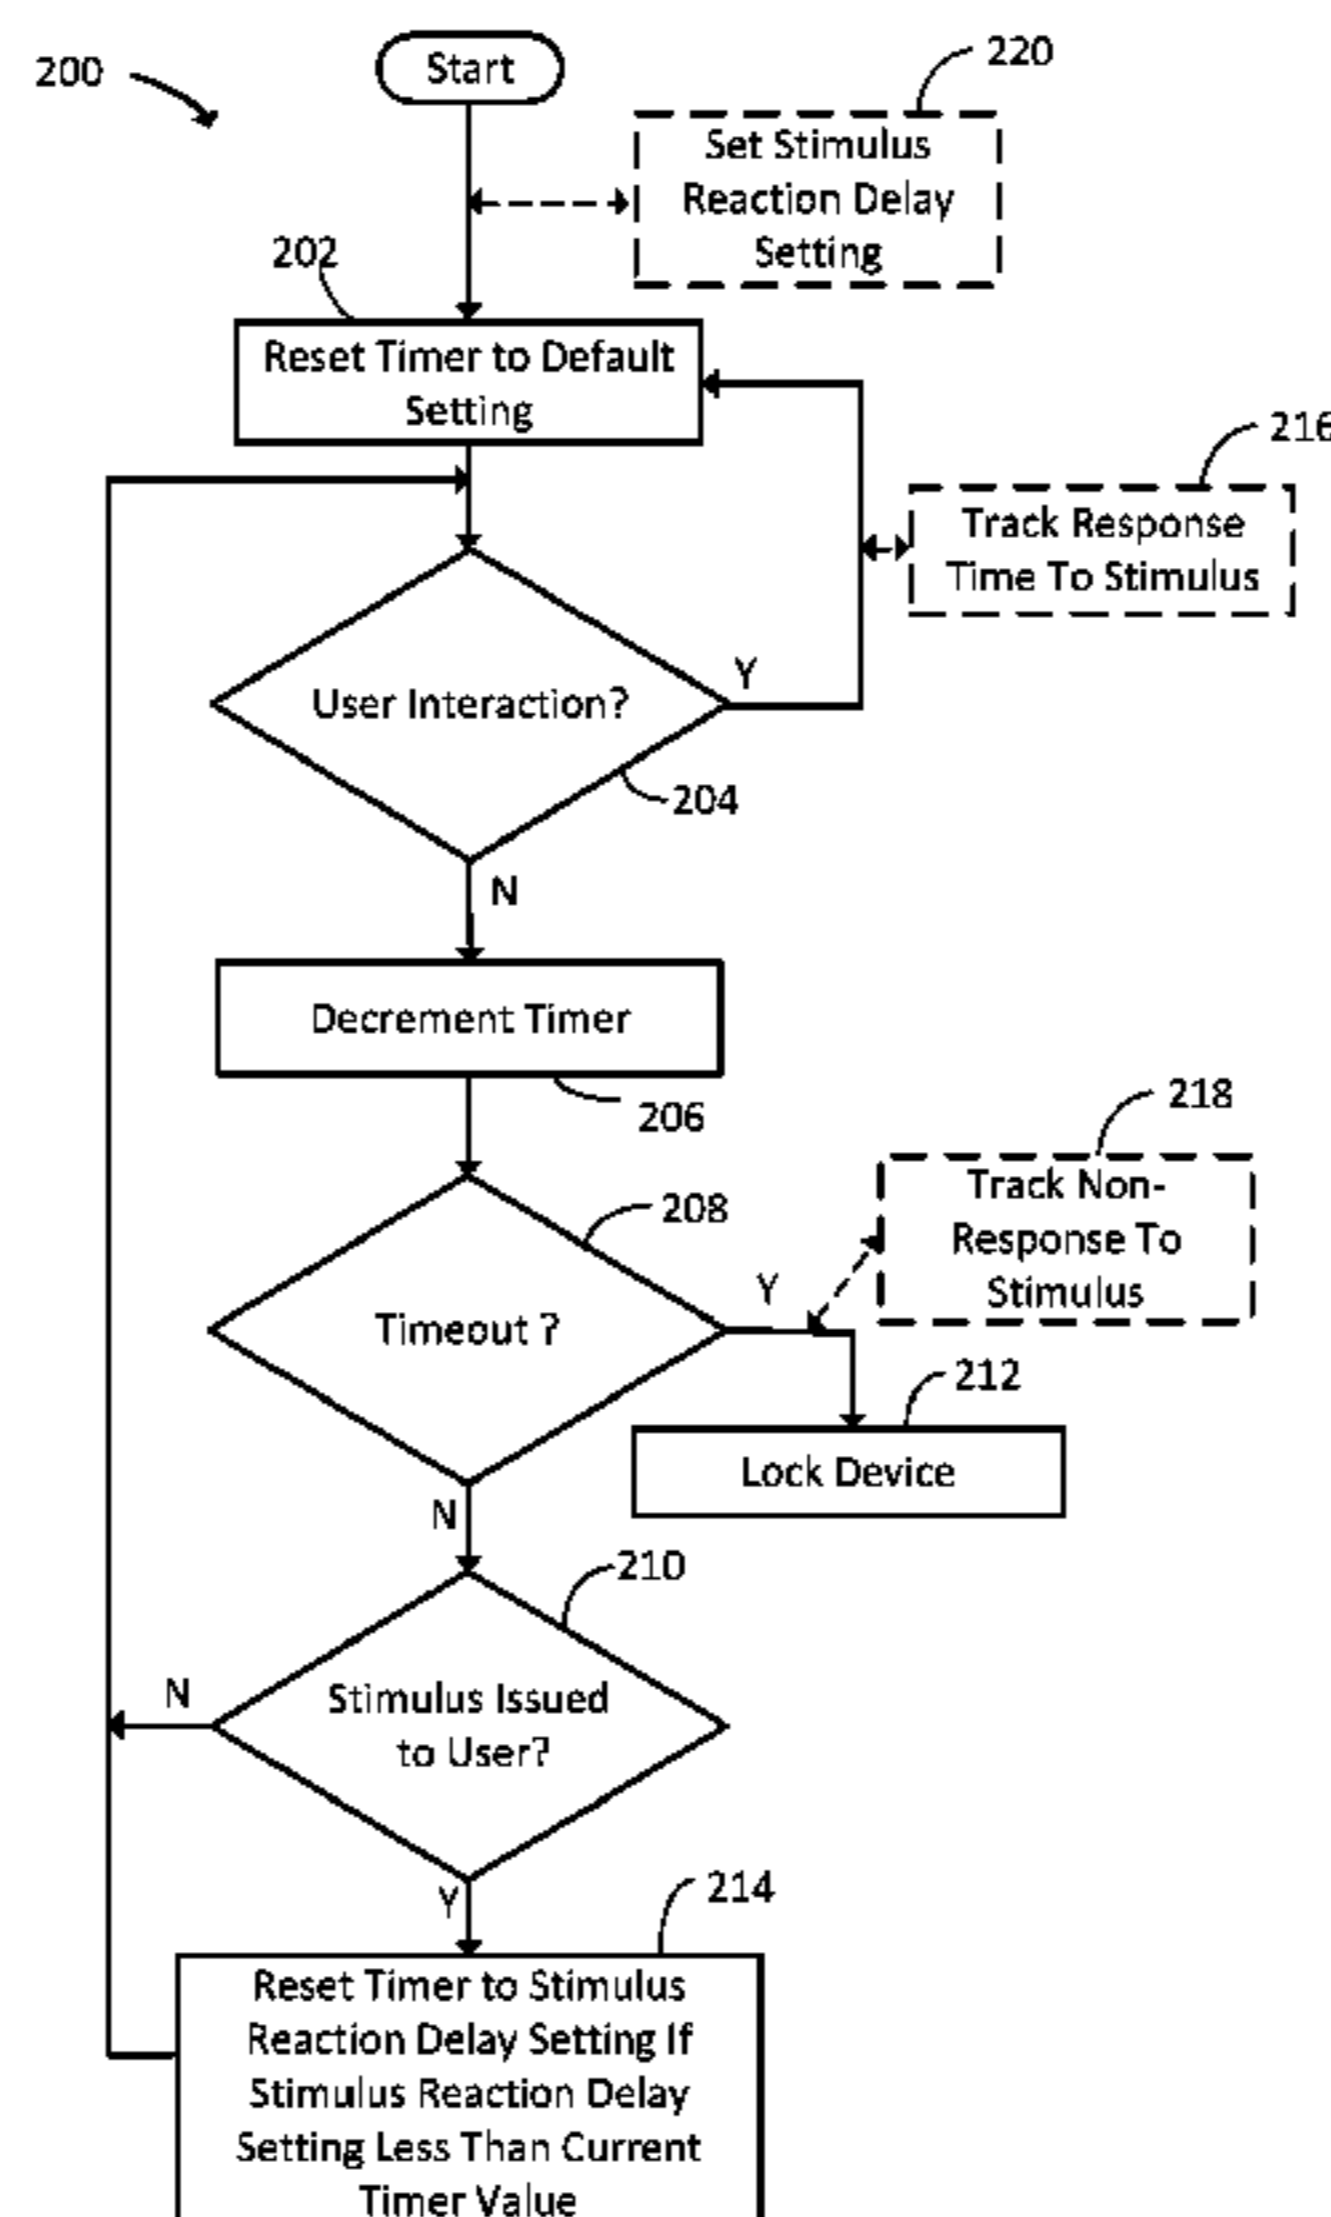 200
Start
220
Set Stimulus
Reaction Delay
Setting
202
Reset Timer to Default
Setting
216
Track Response
Time To Stimulus
User Interaction?
Y
204
N
Decrement Timer
206
218
Track Non-
Response To
Stimulus
208
Y
Timeout ?
212
Lock Device
N
210
Stimulus Issued
to User?
N
Y
214
Reset Timer to Stimulus
Reaction Delay Setting If
Stimulus Reaction Delay
Setting Less Than Current
Timer Value